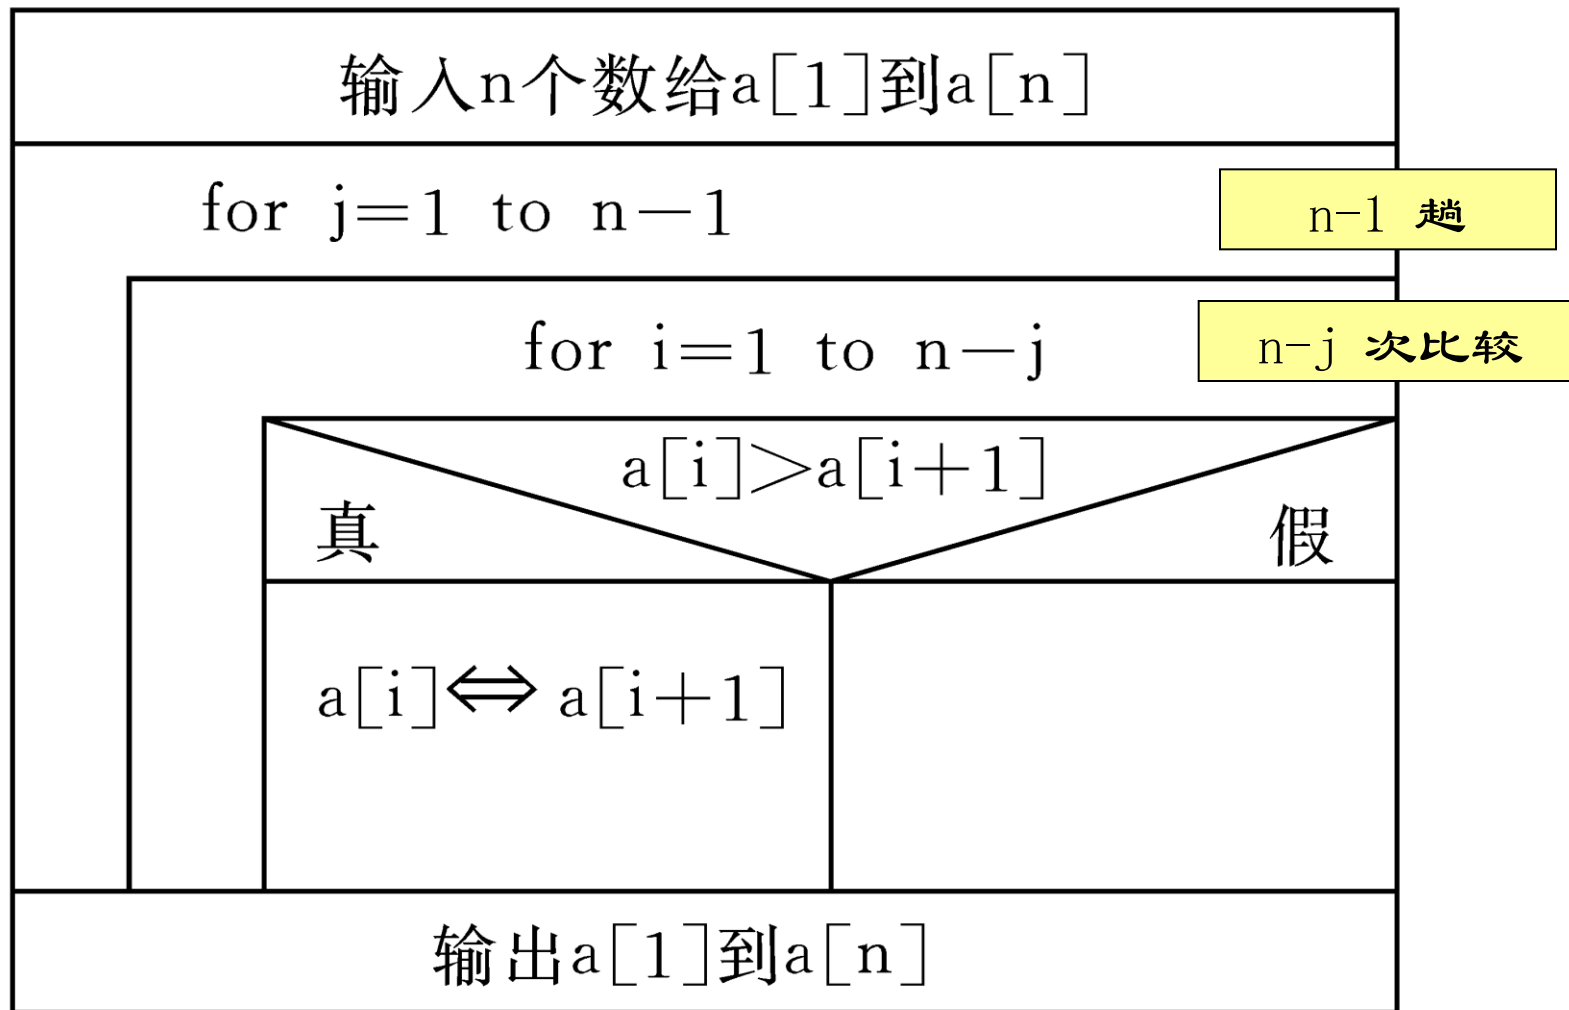 输入n个数给a[1]到a[n]
for j=1 to n-1
n-1 趟
for i=1 to n-j
n-j 次比较
a[i]>a[i+1]
真
假
a[i]⇔a[i+1]
输出a[1]到a[n]